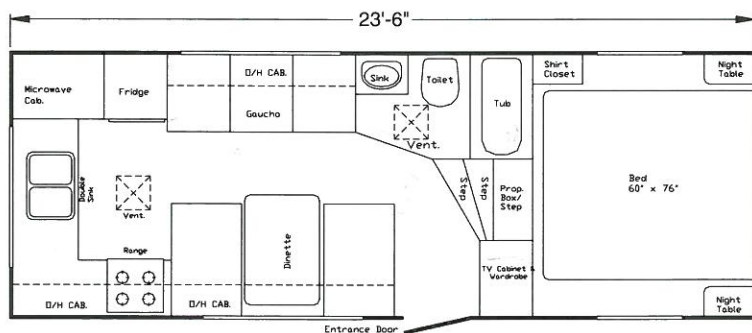 23'-6"
Microwave
Cab.
Fridge
O/H CAB.
Gaucho
Sink
Toilet
Vent.
Tub
Shirt
Closet
Night
Table
Double
Sink
Vent.
Range
O/H CAB.
O/H CAB.
Dinette
Step
Step
Prop.
Box/
Step
TV Cabinet &
Wardrobe
Bed
60" x 76"
Night
Table
Entrance Door